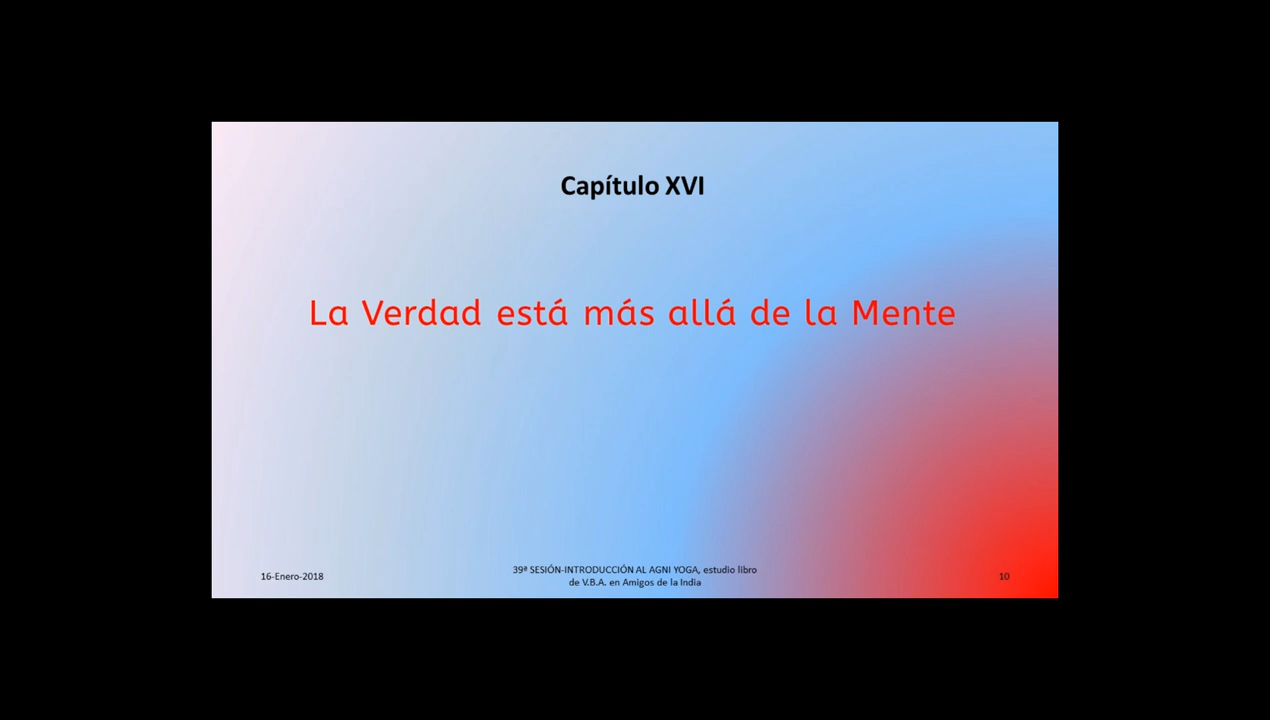 Capítulo XVI
La Verdad está más allá de la Mente
16-Enero-2018
39ª SESIÓN-INTRODUCCIÓN AL AGNI YOGA, estudio libro
de V.B.A. en Amigos de la India
10